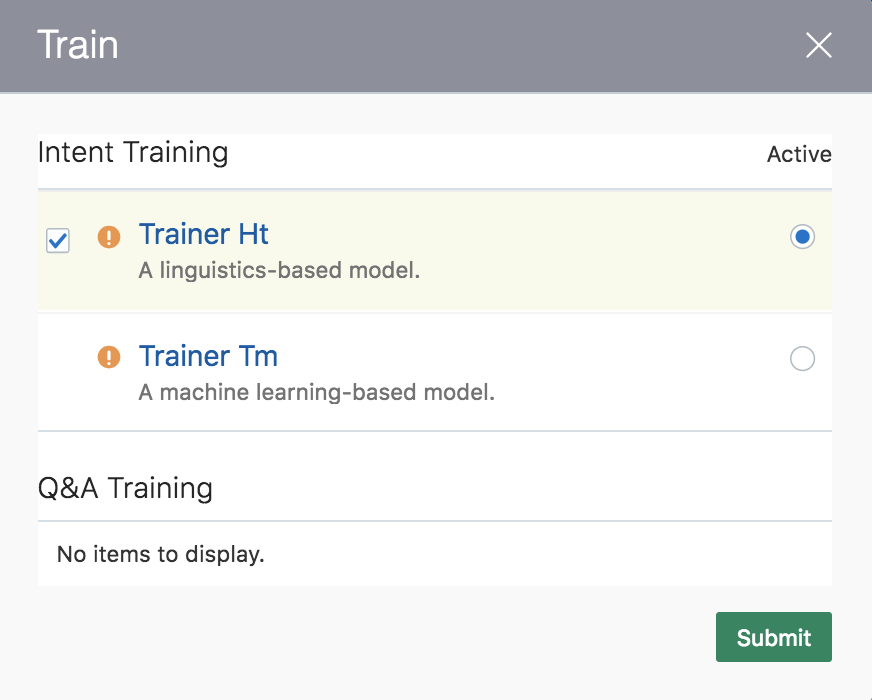 Train
Intent Training Active
Trainer Ht
A linguistics-based model.
Trainer Tm
A machine learning-based model.
Q&A Training
No items to display.
Submit